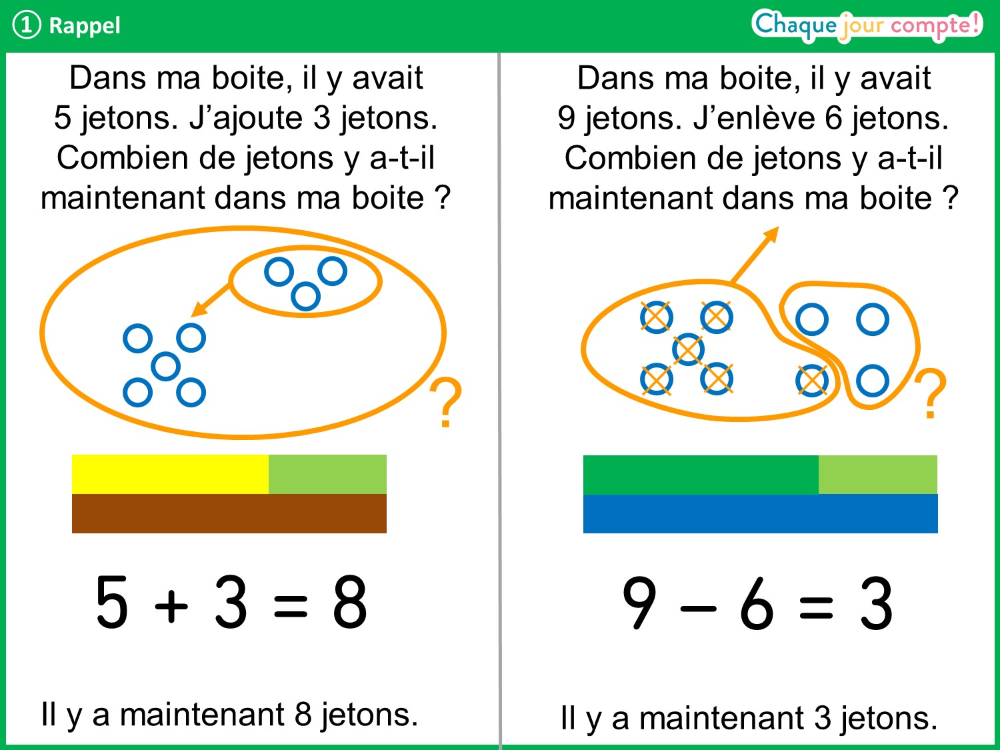 ① Rappel
Chaque jour compte!
Dans ma boite, il y avait
5 jetons. J’ajoute 3 jetons.
Combien de jetons y a-t-il
maintenant dans ma boite ?
?
5 + 3 = 8
Il y a maintenant 8 jetons.
Dans ma boite, il y avait
9 jetons. J’enlève 6 jetons.
Combien de jetons y a-t-il
maintenant dans ma boite ?
?
9 – 6 = 3
Il y a maintenant 3 jetons.